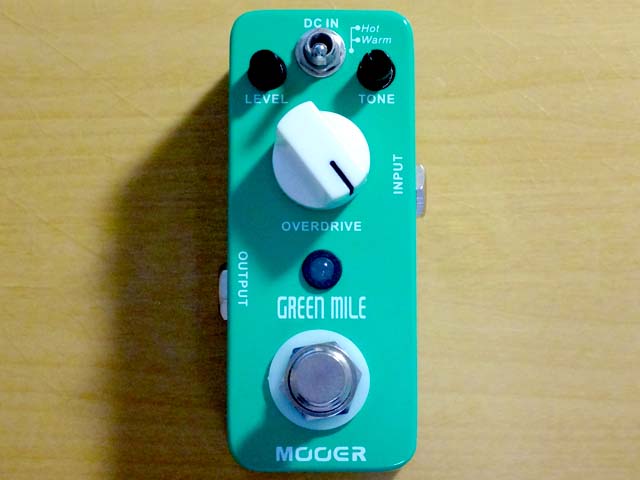 DC IN
Hot
Warm
LEVEL
TONE
INPUT
OVERDRIVE
OUTPUT
GREEN MILE
MOOER